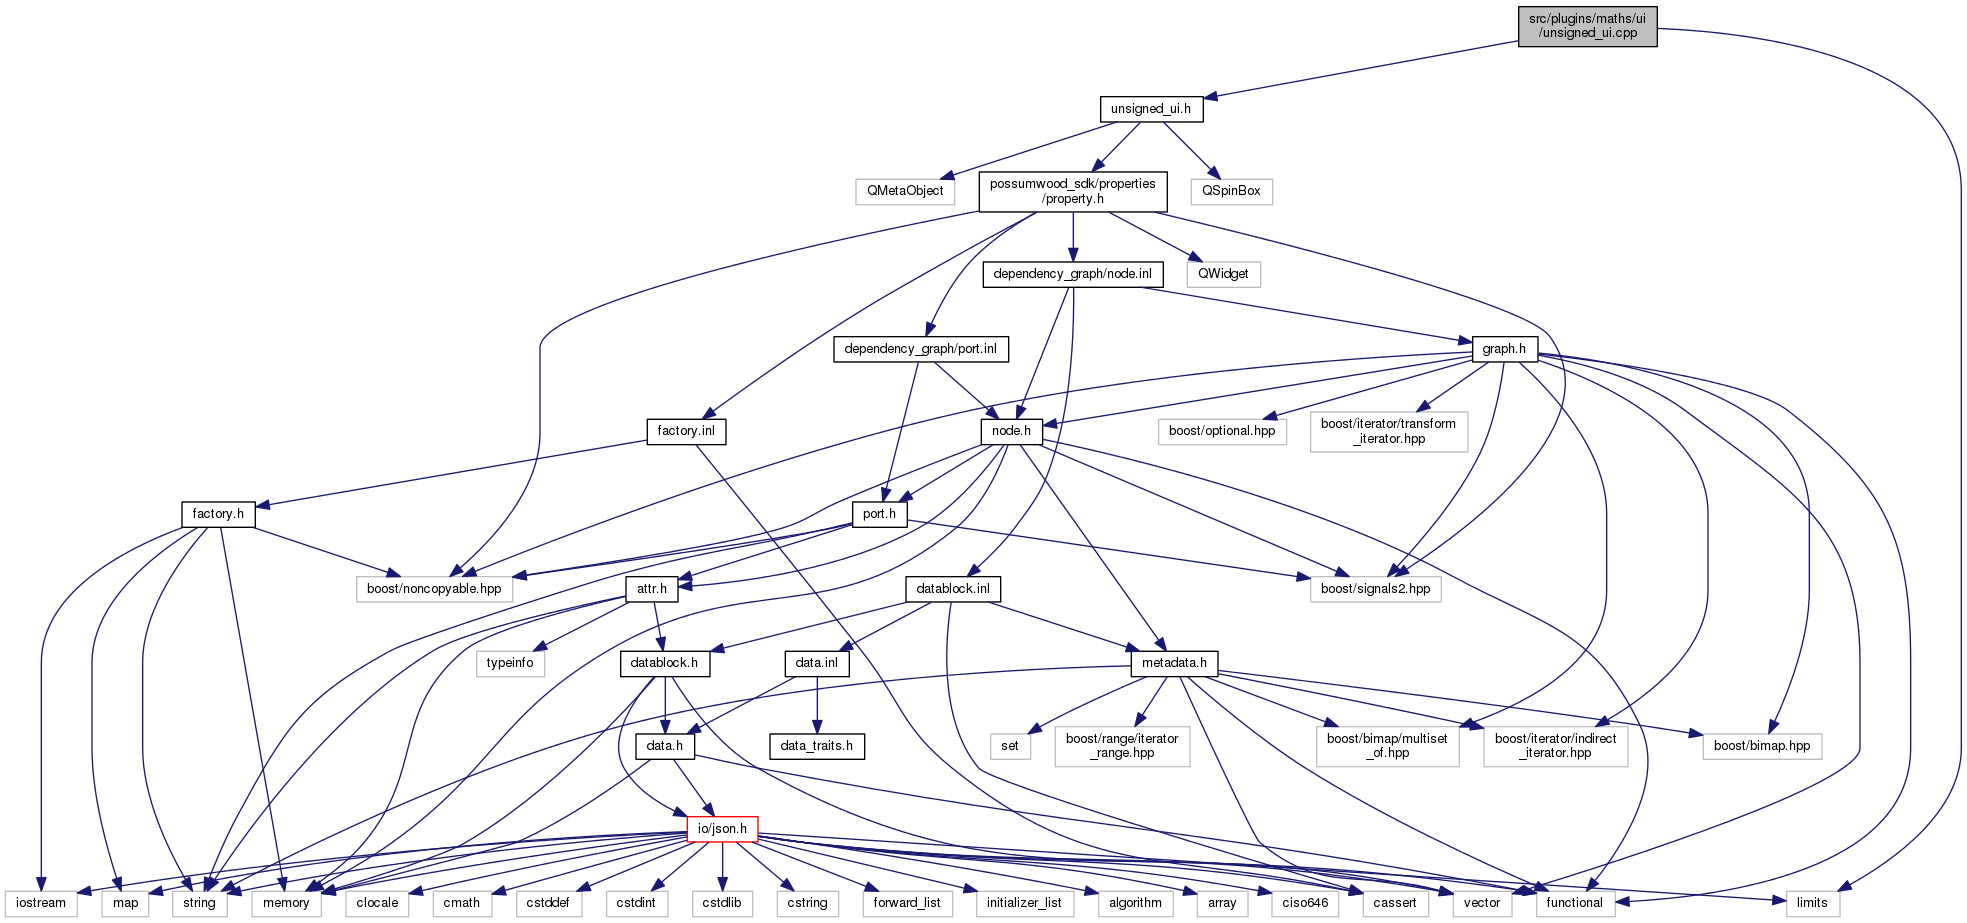 src/plugins/maths/ui
/unsigned_ui.cpp
unsigned_ui.h
QMetaObject
possumwood_sdk/properties
/property.h
QSpinBox
dependency_graph/node.inl
QWidget
dependency_graph/port.inl
graph.h
factory.inl
node.h
boost/optional.hpp
boost/iterator/transform
_iterator.hpp
factory.h
port.h
boost/noncopyable.hpp
attr.h
datablock.inl
boost/signals2.hpp
typeinfo
datablock.h
data.inl
metadata.h
data.h
data_traits.h
set
boost/range/iterator
_range.hpp
boost/bimap/multiset
_of.hpp
boost/iterator/indirect
_iterator.hpp
boost/bimap.hpp
io/json.h
iostream
map
string
memory
clocale
cmath
cstddef
cstdint
cstdlib
cstring
forward_list
initializer_list
algorithm
array
ciso646
cassert
vector
functional
limits